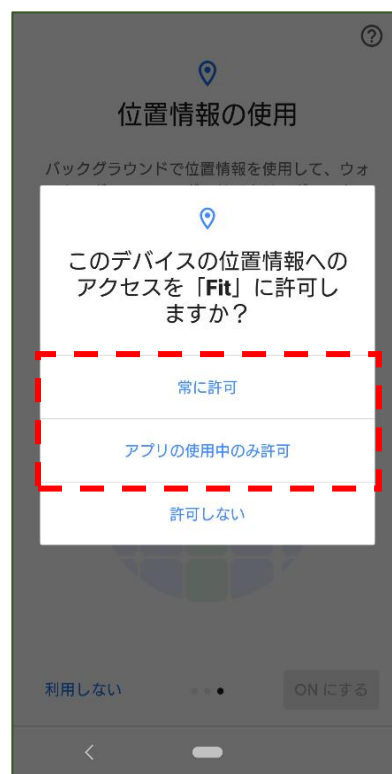 位置情報の使用
バックグラウンドで位置情報を使用して、ウォ
このデバイスの位置情報への
アクセスを「Fit」に許可し
ますか？
常に許可
アプリの使用中のみ許可
許可しない
利用しない
ON にする